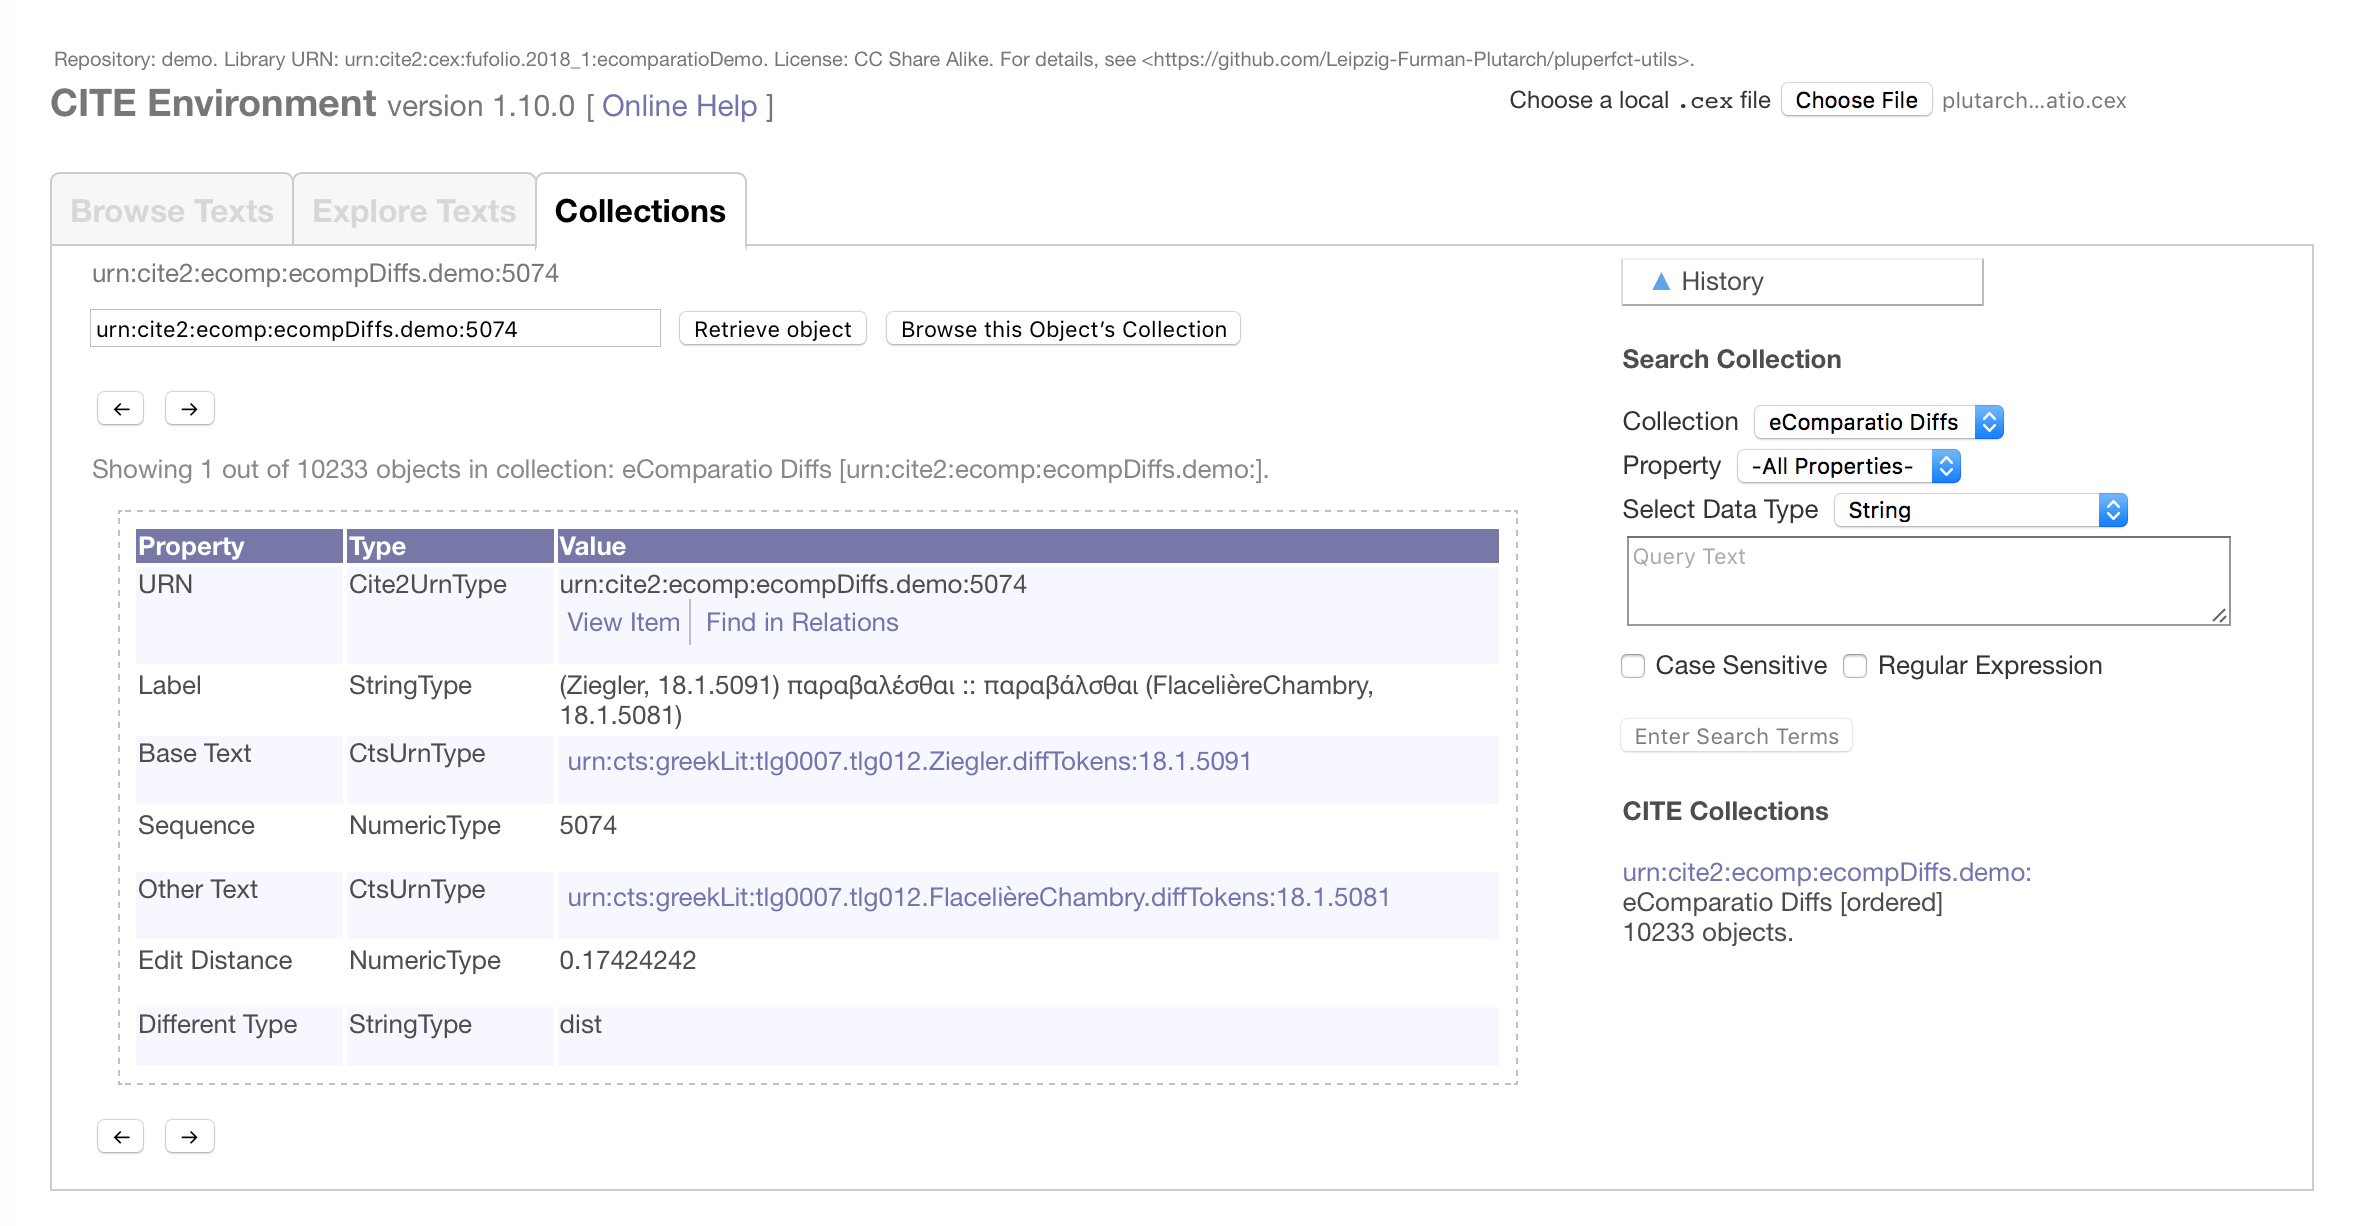 Repository: demo. Library URN: urn:cite2:cex:fufolio.2018_1:ecomparatioDemo. License: CC Share Alike. For details, see <https://github.com/Leipzig-Furman-Plutarch/pluperfct-utils>.
CITE Environment version 1.10.0 [ Online Help ]
Choose a local .cex file Choose File plutarch...atio.cex
Browse Texts Explore Texts Collections
urn:cite2:ecomp:ecompDiffs.demo:5074
urn:cite2:ecomp:ecompDiffs.demo:5074 Retrieve object Browse this Object's Collection
← →
Showing 1 out of 10233 objects in collection: eComparatio Diffs [urn:cite2:ecomp:ecompDiffs.demo:].
Property Type Value
URN Cite2UrnType urn:cite2:ecomp:ecompDiffs.demo:5074
View Item Find in Relations
Label StringType (Ziegler, 18.1.5091) παραβαλέσθαι :: παραβάλσθαι (FlacelièreChambry,
18.1.5081)
Base Text CtsUrnType urn:cts:greekLit:tlg0007.tlg012.Ziegler.diffTokens:18.1.5091
Sequence NumericType 5074
Other Text CtsUrnType urn:cts:greekLit:tlg0007.tlg012.FlacelièreChambry.diffTokens:18.1.5081
Edit Distance NumericType 0.17424242
Different Type StringType dist
← →
▲ History
Search Collection
Collection eComparatio Diffs
Property -All Properties-
Select Data Type String
Query Text
Case Sensitive Regular Expression
Enter Search Terms
CITE Collections
urn:cite2:ecomp:ecompDiffs.demo:
eComparatio Diffs [ordered]
10233 objects.